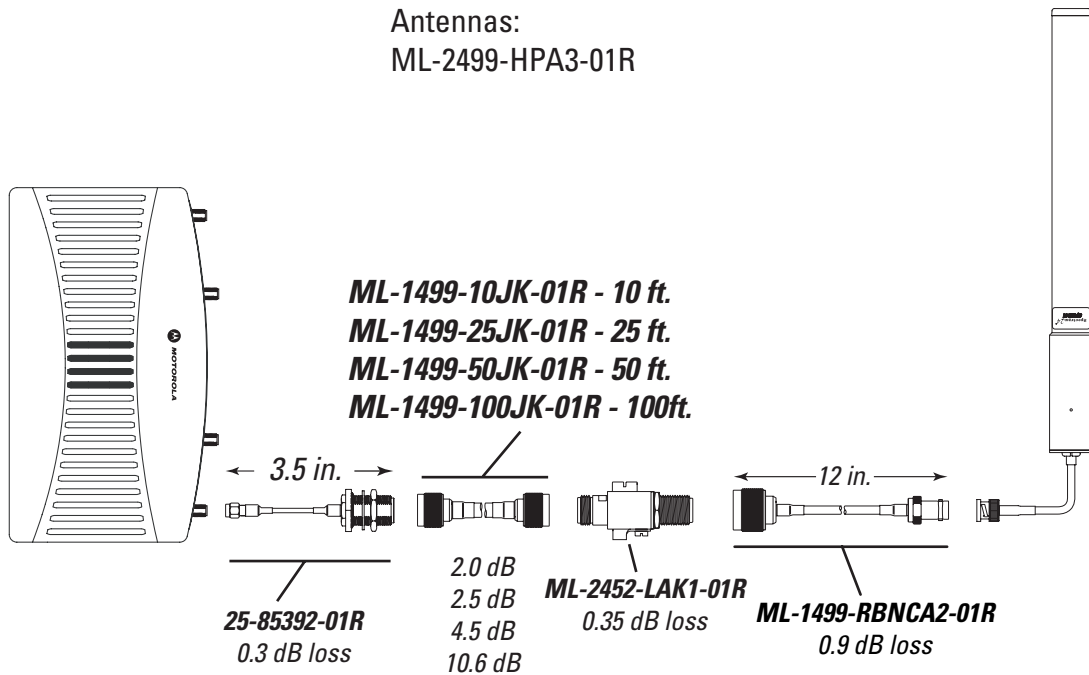 Antennas:
ML-2499-HPA3-01R
ML-1499-10JK-01R - 10 ft.
ML-1499-25JK-01R - 25 ft.
ML-1499-50JK-01R - 50 ft.
ML-1499-100JK-01R - 100ft.
MOTOROLA
3.5 in.
12 in.
25-85392-01R
0.3 dB loss
2.0 dB
2.5 dB
4.5 dB
10.6 dB
ML-2452-LAK1-01R
0.35 dB loss
ML-1499-RBNCA2-01R
0.9 dB loss